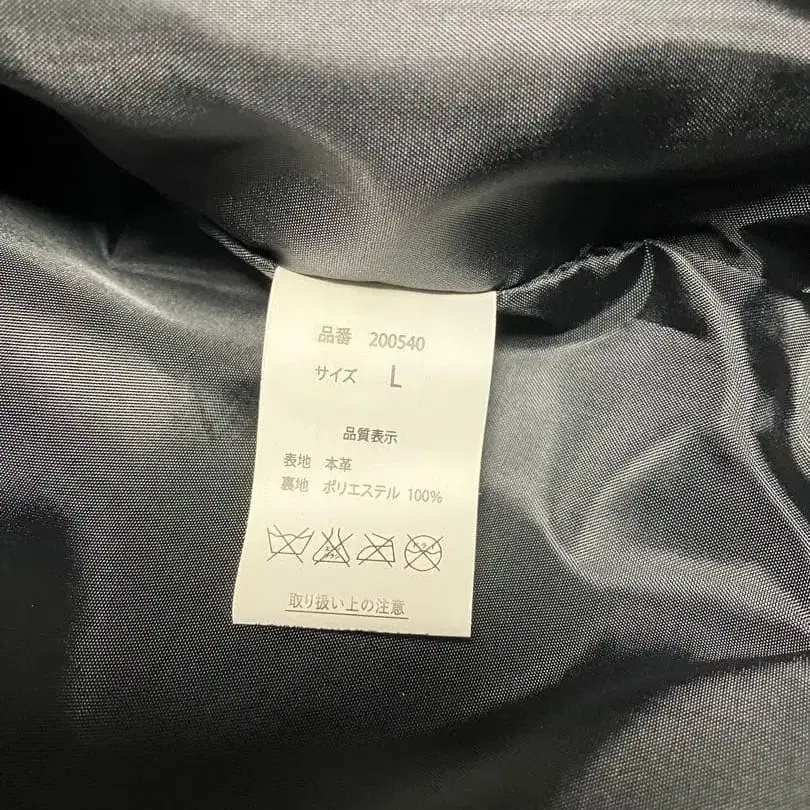 品番 200540
サイズ L
品質表示
表地 本革
裏地 ポリエステル 100%
取り扱い上の注意